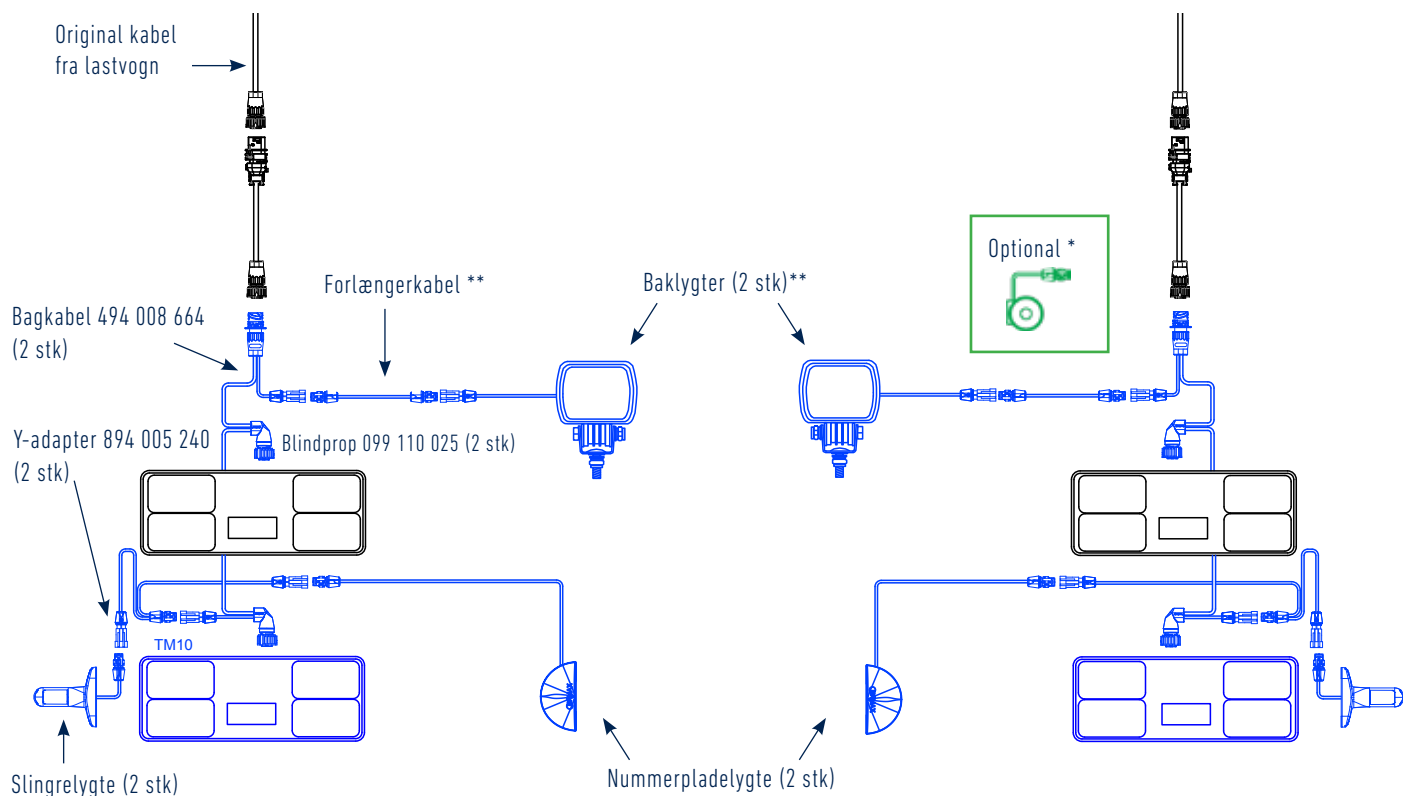 Original kabel
fra lastvogn
Optional *
Forlængerkabel **
Baklygter (2 stk)**
Bagkabel 494 008 664
(2 stk)
Y-adapter 894 005 240
(2 stk)
Blindprop 099 110 025 (2 stk)
TM10
Slingrelygte (2 stk)
Nummerpladelygte (2 stk)